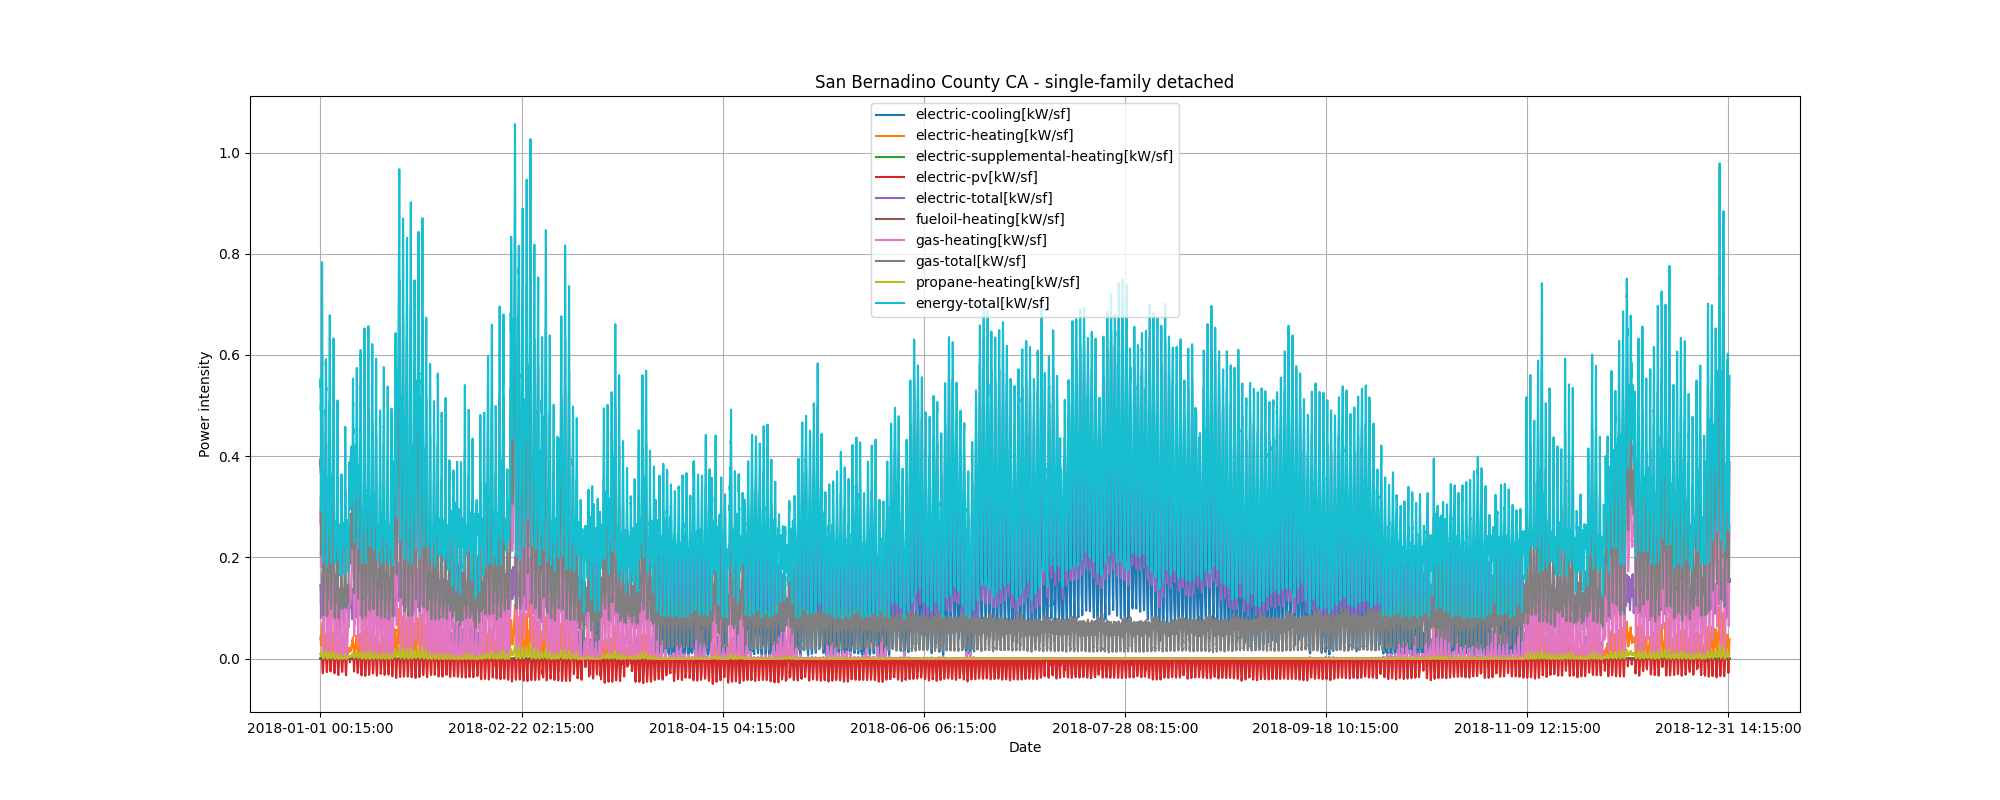 San Bernadino County CA - single-family detached
electric-cooling[kW/sf]
electric-heating[kW/sf]
electric-supplemental-heating[kW/sf]
electric-pv[kW/sf]
electric-total[kW/sf]
fueloil-heating[kW/sf]
gas-heating[kW/sf]
gas-total[kW/sf]
propane-heating[kW/sf]
energy-total[kW/sf]
Power intensity
1.0
0.8
0.6
0.4
0.2
0.0
2018-01-01 00:15:00
2018-02-22 02:15:00
2018-04-15 04:15:00
2018-06-06 06:15:00
2018-07-28 08:15:00
2018-09-18 10:15:00
2018-11-09 12:15:00
2018-12-31 14:15:00
Date